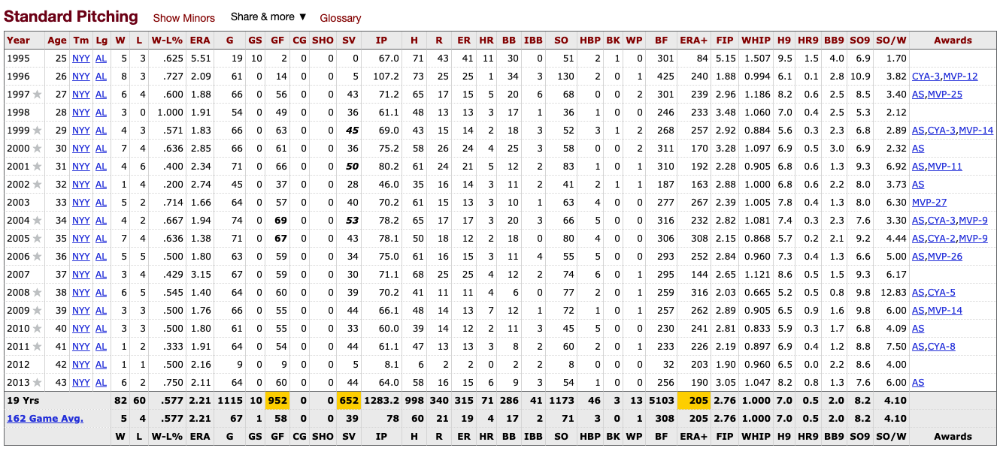 Standard Pitching Show Minors Share & more ▼ Glossary
Year Age Tm Lg W L W-L% ERA G GS GF CG SHO SV IP H R ER HR BB IBB SO HBP BK WP BF ERA+ FIP WHIP H9 HR9 BB9 SO9 SO/W Awards
1995 25 NYY AL 5 3 .625 5.51 19 10 2 0 0 0 67.0 71 43 41 11 30 0 51 2 1 0 301 84 5.15 1.507 9.5 1.5 4.0 6.9 1.70
1996 26 NYY AL 8 3 .727 2.09 61 0 14 0 0 5 107.2 73 25 25 1 34 3 130 2 0 1 425 240 1.88 0.994 6.1 0.1 2.8 10.9 3.82 CYA-3,MVP-12
1997 ★ 27 NYY AL 6 4 .600 1.88 66 0 56 0 0 43 71.2 65 17 15 5 20 6 68 0 0 2 301 239 2.96 1.186 8.2 0.6 2.5 8.5 3.40 AS,MVP-25
1998 28 NYY AL 3 0 1.000 1.91 54 0 49 0 0 36 61.1 48 13 13 3 17 1 36 1 0 0 246 233 3.48 1.060 7.0 0.4 2.5 5.3 2.12
1999 ★ 29 NYY AL 4 3 .571 1.83 66 0 63 0 0 45 69.0 43 15 14 2 18 3 52 3 1 2 268 257 2.92 0.884 5.6 0.3 2.3 6.8 2.89 AS,CYA-3,MVP-14
2000 ★ 30 NYY AL 7 4 .636 2.85 66 0 61 0 0 36 75.2 58 26 24 4 25 3 58 0 0 2 311 170 3.28 1.097 6.9 0.5 3.0 6.9 2.32 AS
2001 ★ 31 NYY AL 4 6 .400 2.34 71 0 66 0 0 50 80.2 61 24 21 5 12 2 83 1 0 1 310 192 2.28 0.905 6.8 0.6 1.3 9.3 6.92 AS,MVP-11
2002 ★ 32 NYY AL 1 4 .200 2.74 45 0 37 0 0 28 46.0 35 16 14 3 11 2 41 2 1 1 187 163 2.88 1.000 6.8 0.6 2.2 8.0 3.73 AS
2003 33 NYY AL 5 2 .714 1.66 64 0 57 0 0 40 70.2 61 15 13 3 10 1 63 4 0 0 277 267 2.39 1.005 7.8 0.4 1.3 8.0 6.30 MVP-27
2004 ★ 34 NYY AL 4 2 .667 1.94 74 0 69 0 0 53 78.2 65 17 17 3 20 3 66 5 0 0 316 232 2.82 1.081 7.4 0.3 2.3 7.6 3.30 AS,CYA-3,MVP-9
2005 ★ 35 NYY AL 7 4 .636 1.38 71 0 67 0 0 43 78.1 50 18 12 2 18 0 80 4 0 0 306 308 2.15 0.868 5.7 0.2 2.1 9.2 4.44 AS,CYA-2,MVP-9
2006 ★ 36 NYY AL 5 5 .500 1.80 63 0 59 0 0 34 75.0 61 16 15 3 11 4 55 5 0 0 293 252 2.84 0.960 7.3 0.4 1.3 6.6 5.00 AS,MVP-26
2007 37 NYY AL 3 4 .429 3.15 67 0 59 0 0 30 71.1 68 25 25 4 12 2 74 6 0 1 295 144 2.65 1.121 8.6 0.5 1.5 9.3 6.17
2008 ★ 38 NYY AL 6 5 .545 1.40 64 0 60 0 0 39 70.2 41 11 11 4 6 0 77 2 0 1 259 316 2.03 0.665 5.2 0.5 0.8 9.8 12.83 AS,CYA-5
2009 ★ 39 NYY AL 3 3 .500 1.76 66 0 55 0 0 44 66.1 48 14 13 7 12 1 72 1 0 1 257 262 2.89 0.905 6.5 0.9 1.6 9.8 6.00 AS,MVP-14
2010 ★ 40 NYY AL 3 3 .500 1.80 61 0 55 0 0 33 60.0 39 14 12 2 11 3 45 5 0 0 230 241 2.81 0.833 5.9 0.3 1.7 6.8 4.09 AS
2011 ★ 41 NYY AL 1 2 .333 1.91 64 0 54 0 0 44 61.1 47 13 13 3 8 2 60 2 0 1 233 226 2.19 0.897 6.9 0.4 1.2 8.8 7.50 AS,CYA-8
2012 42 NYY AL 1 1 .500 2.16 9 0 9 0 0 5 8.1 6 2 2 0 2 2 8 0 0 0 32 203 1.90 0.960 6.5 0.0 2.2 8.6 4.00
2013 ★ 43 NYY AL 6 2 .750 2.11 64 0 60 0 0 44 64.0 58 16 15 6 9 3 54 1 0 1 256 190 3.05 1.047 8.2 0.8 1.3 7.6 6.00 AS
19 Yrs 82 60 .577 2.21 1115 10 952 0 0 652 1283.2 998 340 315 71 286 41 1173 46 3 13 5103 205 2.76 1.000 7.0 0.5 2.0 8.2 4.10
162 Game Avg. 5 4 .577 2.21 67 1 58 0 0 39 78 60 21 19 4 17 2 71 3 0 1 308 205 2.76 1.000 7.0 0.5 2.0 8.2 4.10
W L W-L% ERA G GS GF CG SHO SV IP H R ER HR BB IBB SO HBP BK WP BF ERA+ FIP WHIP H9 HR9 BB9 SO9 SO/W Awards